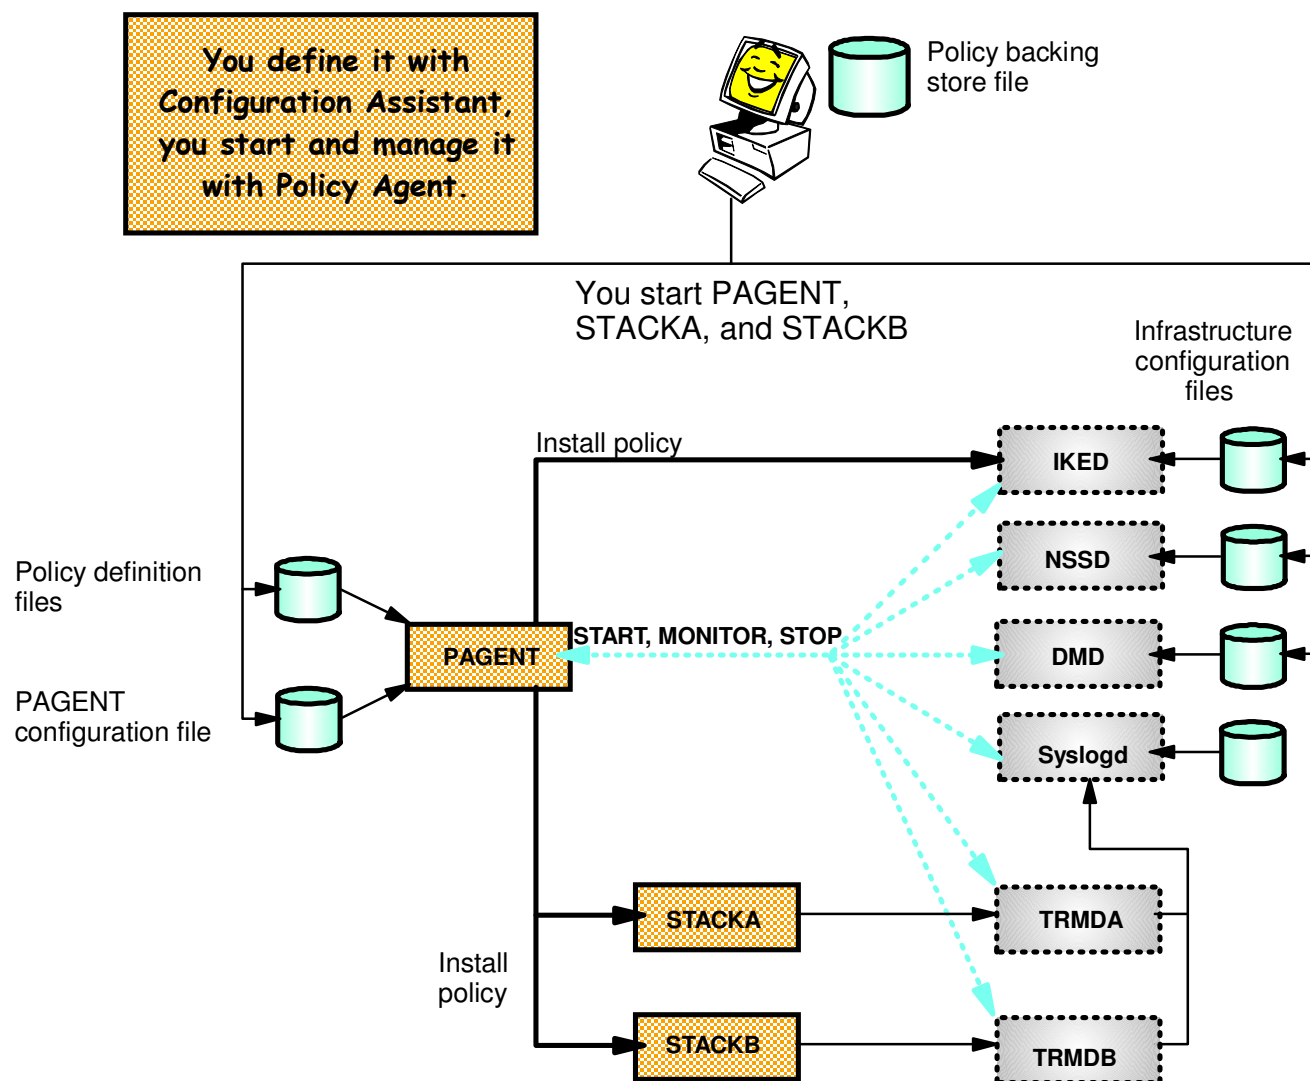 You define it with
Configuration Assistant,
you start and manage it
with Policy Agent.
Policy backing
store file
You start PAGENT,
STACKA, and STACKB
Infrastructure
configuration
files
Install policy
IKED
NSSD
Policy definition
files
START, MONITOR, STOP
PAGENT
DMD
PAGENT
configuration file
Syslogd
STACKA
TRMDA
Install
policy
STACKB
TRMDB